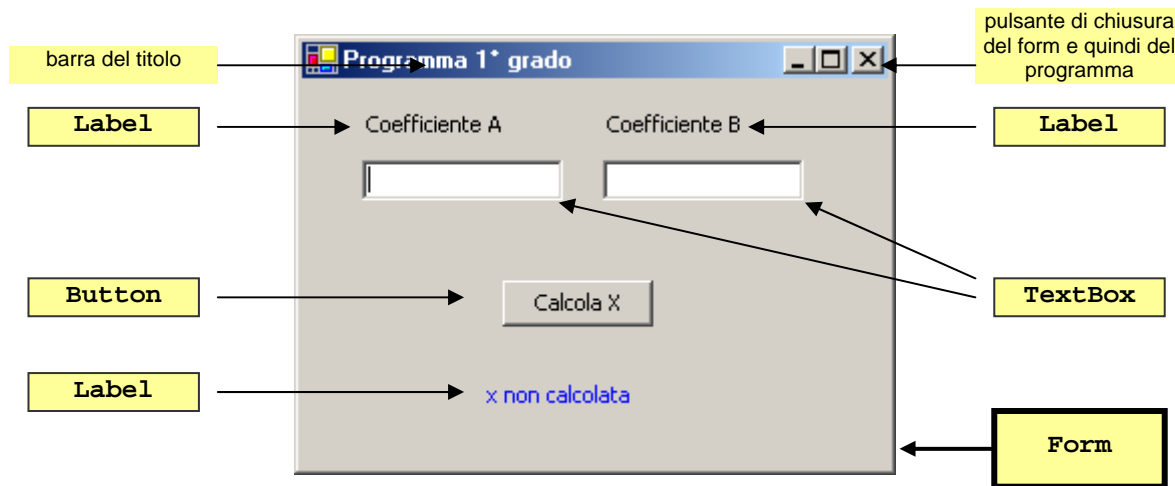 pulsante di chiusura
del form e quindi del
programma
barra del titolo
Programma 1° grado
Label
Coefficiente A
Coefficiente B
Label
Button
Calcola X
TextBox
Label
x non calcolata
Form